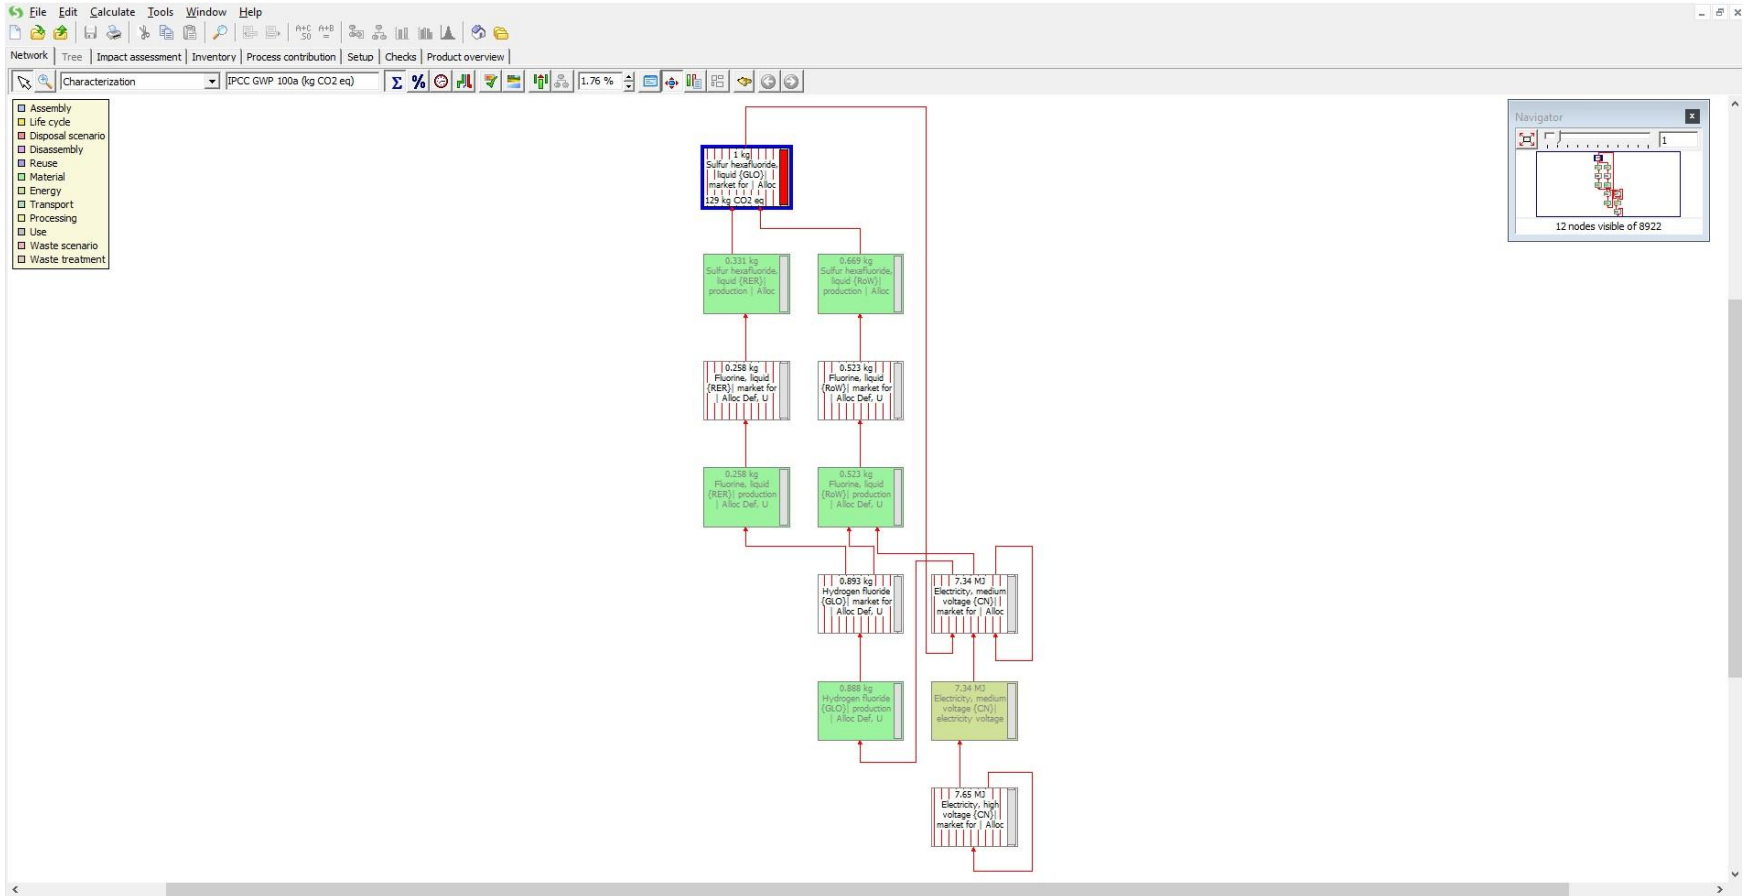 File Edit Calculate Tools Window Help
Network Tree Impact assessment Inventory Process contribution Setup Checks Product overview
Characterization IPCC GWP 100a (kg CO2 eq) Σ % 1.76 %
Assembly
Life cycle
Disposal scenario
Disassembly
Reuse
Material
Energy
Transport
Processing
Use
Waste scenario
Waste treatment
Navigator
1
12 nodes visible of 8922
1 kg
Sulfur hexafluoride,
liquid {GLO}|
market for | Alloc
129 kg CO2 eq
0.331 kg
Sulfur hexafluoride,
liquid {RER}|
production | Alloc
0.669 kg
Sulfur hexafluoride,
liquid {RoW}|
production | Alloc
0.258 kg
Fluorine, liquid
{RER}| market for
| Alloc Def, U
0.523 kg
Fluorine, liquid
{RoW}| market for
| Alloc Def, U
0.258 kg
Fluorine, liquid
{RER}| production
| Alloc Def, U
0.523 kg
Fluorine, liquid
{RoW}| production
| Alloc Def, U
0.893 kg
Hydrogen fluoride
{GLO}| market for
| Alloc Def, U
7.34 MJ
Electricity, medium
voltage {CN}|
market for | Alloc
0.888 kg
Hydrogen fluoride
{GLO}| production
| Alloc Def, U
7.34 MJ
Electricity, medium
voltage {CN}|
electricity voltage
7.65 MJ
Electricity, high
voltage {CN}|
market for | Alloc